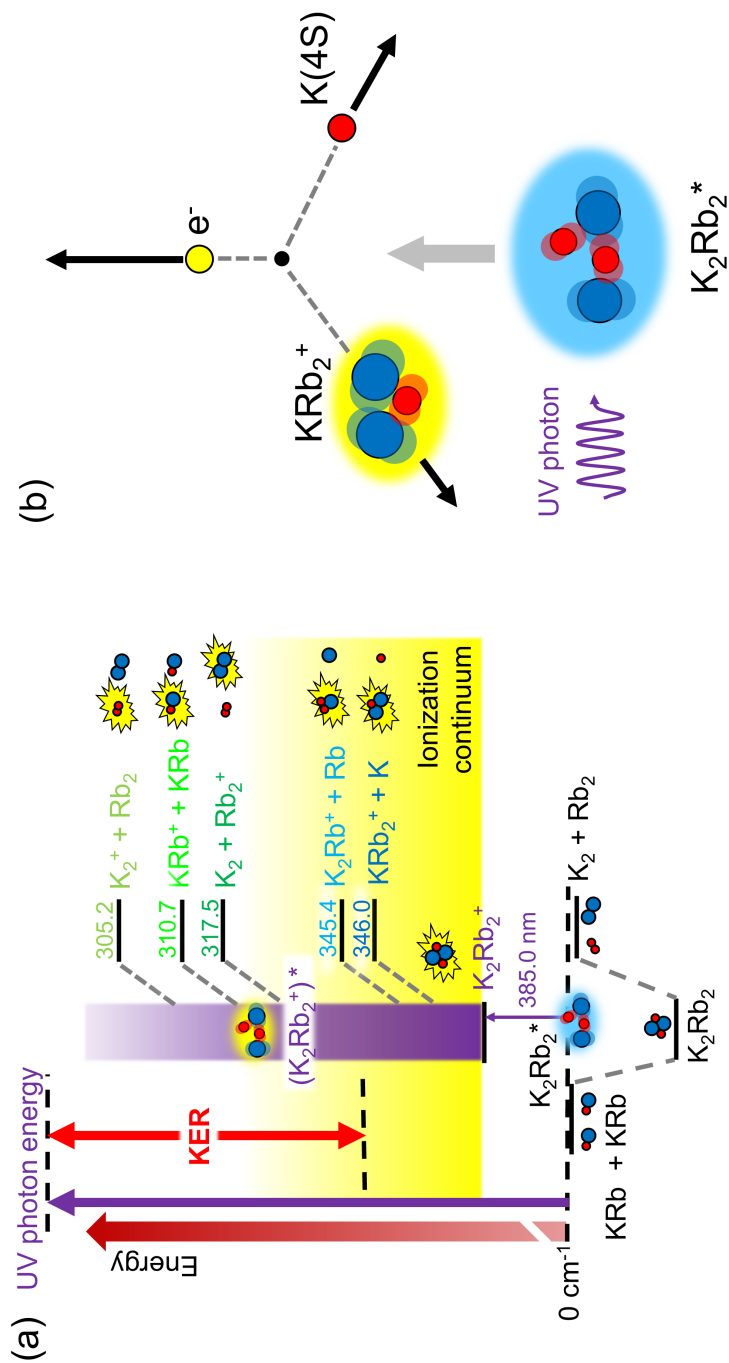 (a)
UV photon energy
Energy
KER
0 cm⁻¹
305.2
K₂⁺ + Rb₂
310.7
KRb⁺ + KRb
317.5
K₂ + Rb₂⁺
(K₂Rb₂⁺)*
345.4
K₂Rb⁺ + Rb
346.0
KRb₂⁺ + K
Ionization
continuum
K₂Rb₂⁺
385.0 nm
K₂Rb₂*
KRb + KRb
K₂ + Rb₂
K₂Rb₂
(b)
e⁻
K(4S)
KRb₂⁺
UV photon
K₂Rb₂*